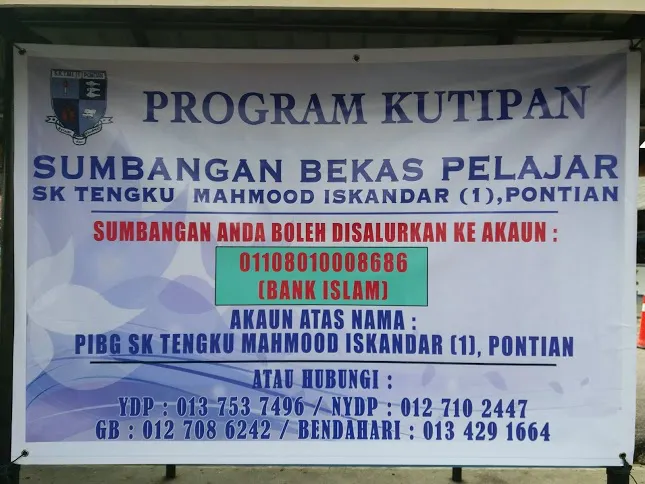 PROGRAM KUTIPAN
SUMBANGAN BEKAS PELAJAR
SK TENGKU MAHMOOD ISKANDAR (1), PONTIAN
SUMBANGAN ANDA BOLEH DISALURKAN KE AKAUN :
01108010008686
(BANK ISLAM)
AKAUN ATAS NAMA :
PIBG SK TENGKU MAHMOOD ISKANDAR (1), PONTIAN
ATAU HUBUNGI :
YDP : 013 753 7496 / NYDP : 012 710 2447
GB : 012 708 6242 / BENDAHARI : 013 429 1664